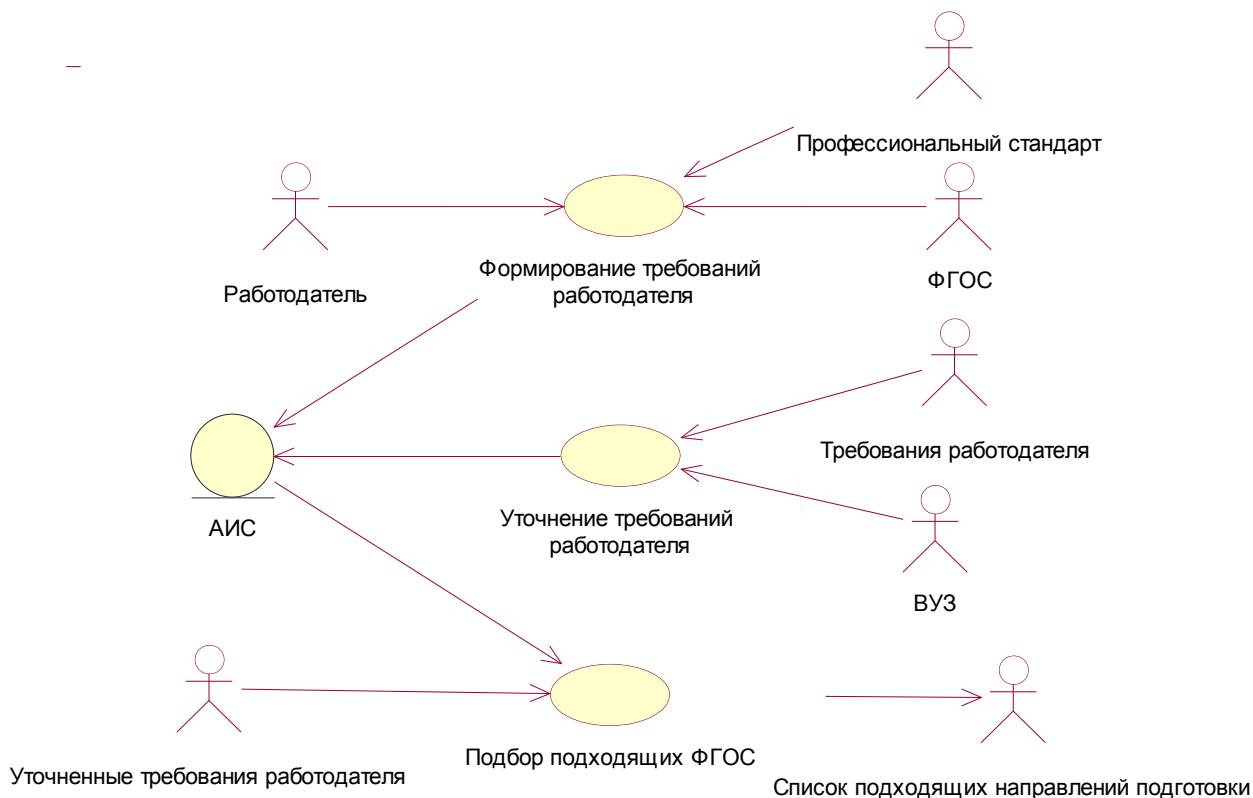 Профессиональный стандарт
Работодатель
Формирование требований
работодателя
ФГОС
АИС
Уточнение требований
работодателя
Требования работодателя
ВУЗ
Уточненные требования работодателя
Подбор подходящих ФГОС
Список подходящих направлений подготовки